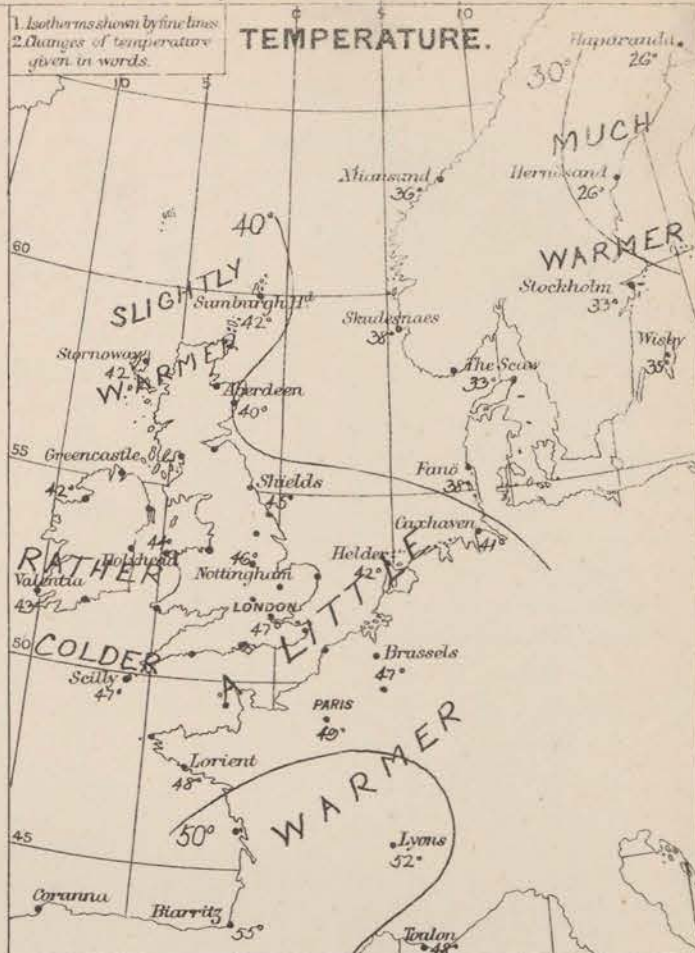 1. Isotherms shown by fine lines
2. Changes of temperature
given in words.
TEMPERATURE.
10
5
0
5
10
Haparanda
26°
30°
MUCH
Xtiansund
36°
Hernösand
26°
60
40°
WARMER
SLIGHTLY
Sumburgh Hd
42°
Stockholm
33°
Skudesnaes
38°
Stornoway
42°
WARMER
The Scaw
33°
Wisby
35°
Aberdeen
40°
55
Greencastle
42°
Shields
45°
Fanö
38°
Cuxhaven
41°
44°
Holyhead
46°
Nottingham
Helder
42°
RATHER
Valentia
43°
LONDON
47°
A LITTLE
50
COLDER
Scilly
47°
Brussels
47°
PARIS
49°
Lorient
48°
WARMER
50°
45
Lyons
52°
Corunna
Biarritz
55°
Toulon
48°